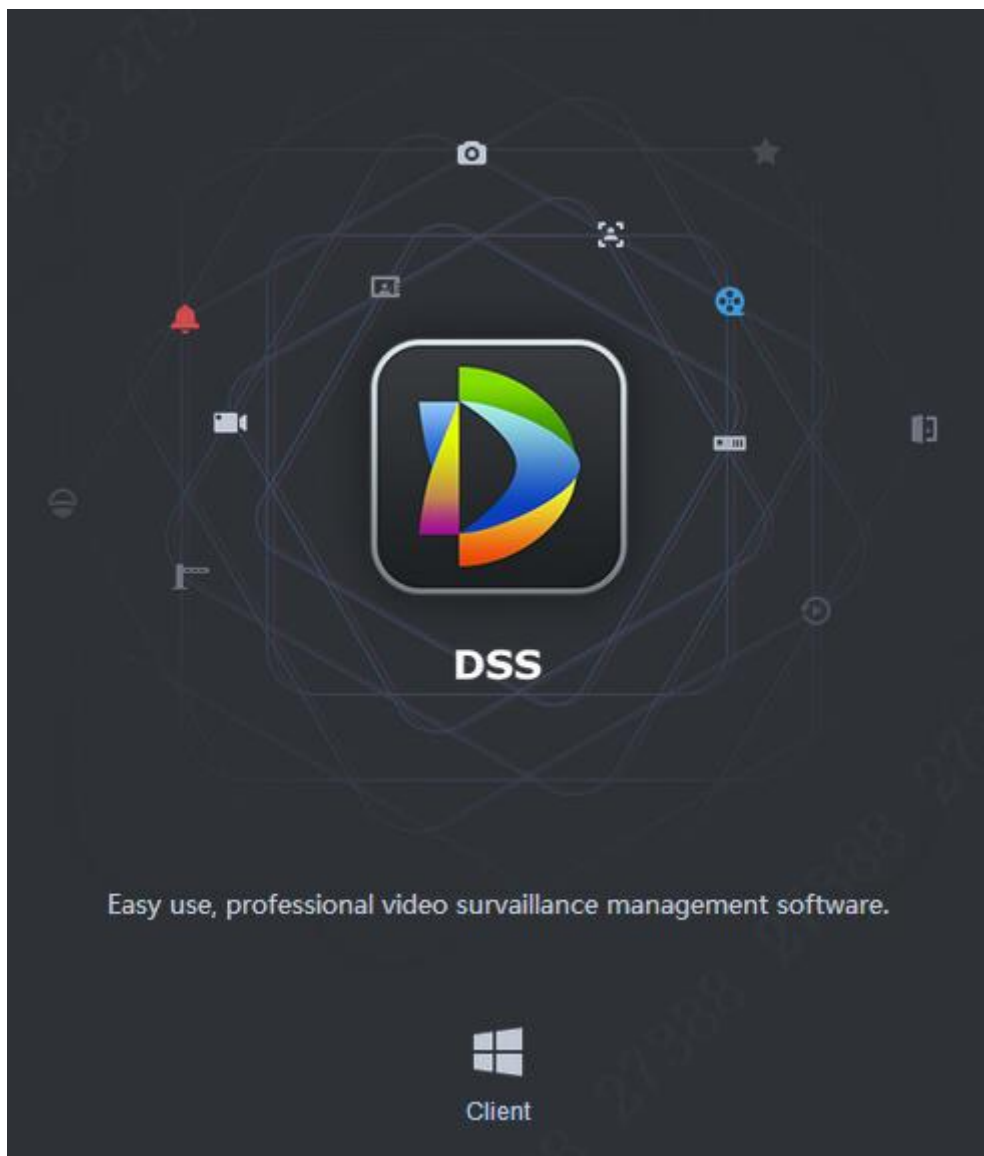 DSS
Easy use, professional video survaillance management software.
Client